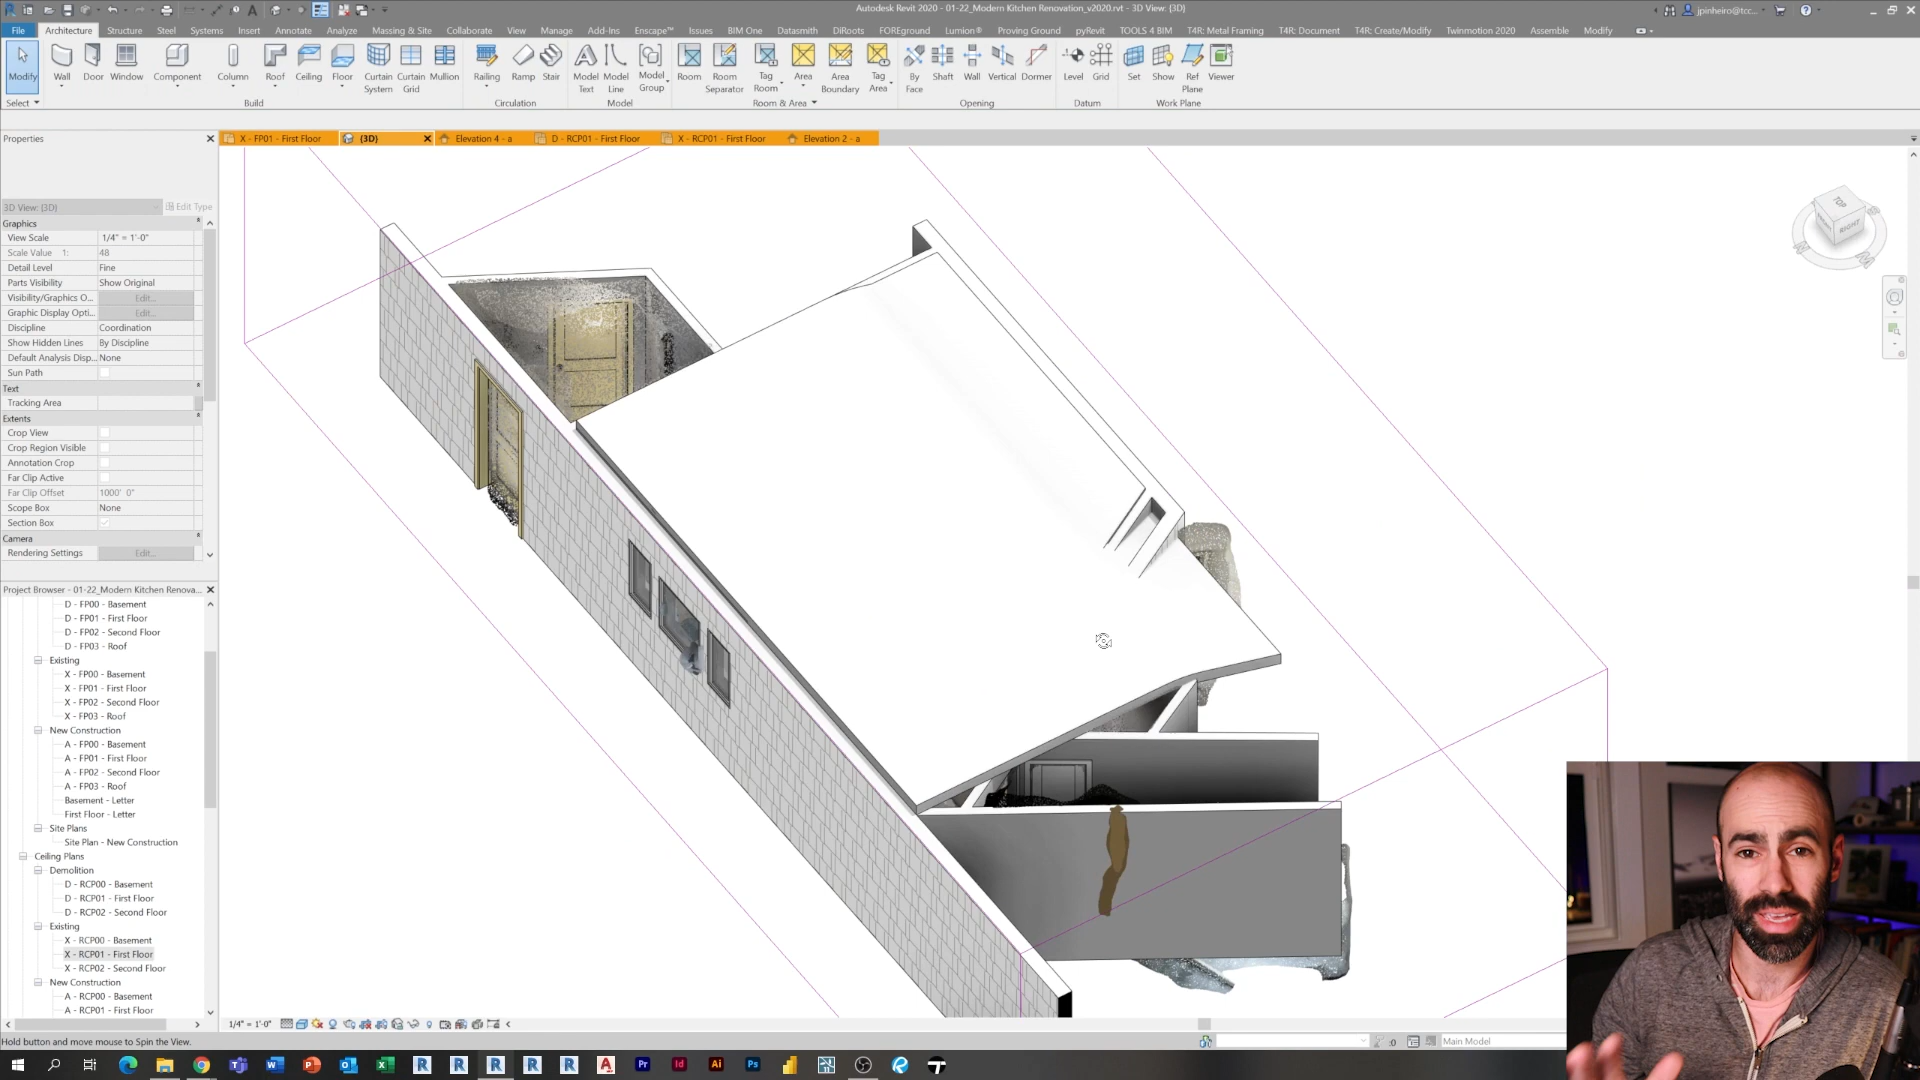 Autodesk Revit 2020 - 01-22_Modern Kitchen Renovation_v2020.rvt - 3D View: {3D}
jpinheiro@tcc...
File Architecture Structure Steel Systems Insert Annotate Analyze Massing & Site Collaborate View Manage Add-Ins Enscape™ Issues BIM One Datasmith DiRoots FOREground Lumion® Proving Ground pyRevit TOOLS 4 BIM T4R: Metal Framing T4R: Document T4R: Create/Modify Twinmotion 2020 Assemble Modify
Modify Wall Door Window Component Column Roof Ceiling Floor Curtain System Curtain Grid Mullion Railing Ramp Stair Model Text Model Line Model Group Room Room Separator Tag Room Area Area Boundary Tag Area By Face Shaft Wall Vertical Dormer Level Grid Set Show Ref Plane Viewer
Select Build Circulation Model Room & Area Opening Datum Work Plane
Properties
X - FP01 - First Floor {3D} Elevation 4 - a D - RCP01 - First Floor X - RCP01 - First Floor Elevation 2 - a
3D View: {3D} Edit Type
Graphics
View Scale 1/4" = 1'-0"
Scale Value 1: 48
Detail Level Fine
Parts Visibility Show Original
Visibility/Graphics O... Edit...
Graphic Display Opti... Edit...
Discipline Coordination
Show Hidden Lines By Discipline
Default Analysis Disp... None
Sun Path
Text
Tracking Area
Extents
Crop View
Crop Region Visible
Annotation Crop
Far Clip Active
Far Clip Offset 1000' 0"
Scope Box None
Section Box
Camera
Rendering Settings Edit...
Project Browser - 01-22_Modern Kitchen Renova...
D - FP00 - Basement
D - FP01 - First Floor
D - FP02 - Second Floor
D - FP03 - Roof
Existing
X - FP00 - Basement
X - FP01 - First Floor
X - FP02 - Second Floor
X - FP03 - Roof
New Construction
A - FP00 - Basement
A - FP01 - First Floor
A - FP02 - Second Floor
A - FP03 - Roof
Basement - Letter
First Floor - Letter
Site Plans
Site Plan - New Construction
Ceiling Plans
Demolition
D - RCP00 - Basement
D - RCP01 - First Floor
D - RCP02 - Second Floor
Existing
X - RCP00 - Basement
X - RCP01 - First Floor
X - RCP02 - Second Floor
New Construction
A - RCP00 - Basement
A - RCP01 - First Floor
TOP
RIGHT
1/4" = 1'-0"
Hold button and move mouse to Spin the View.
:0 Main Model